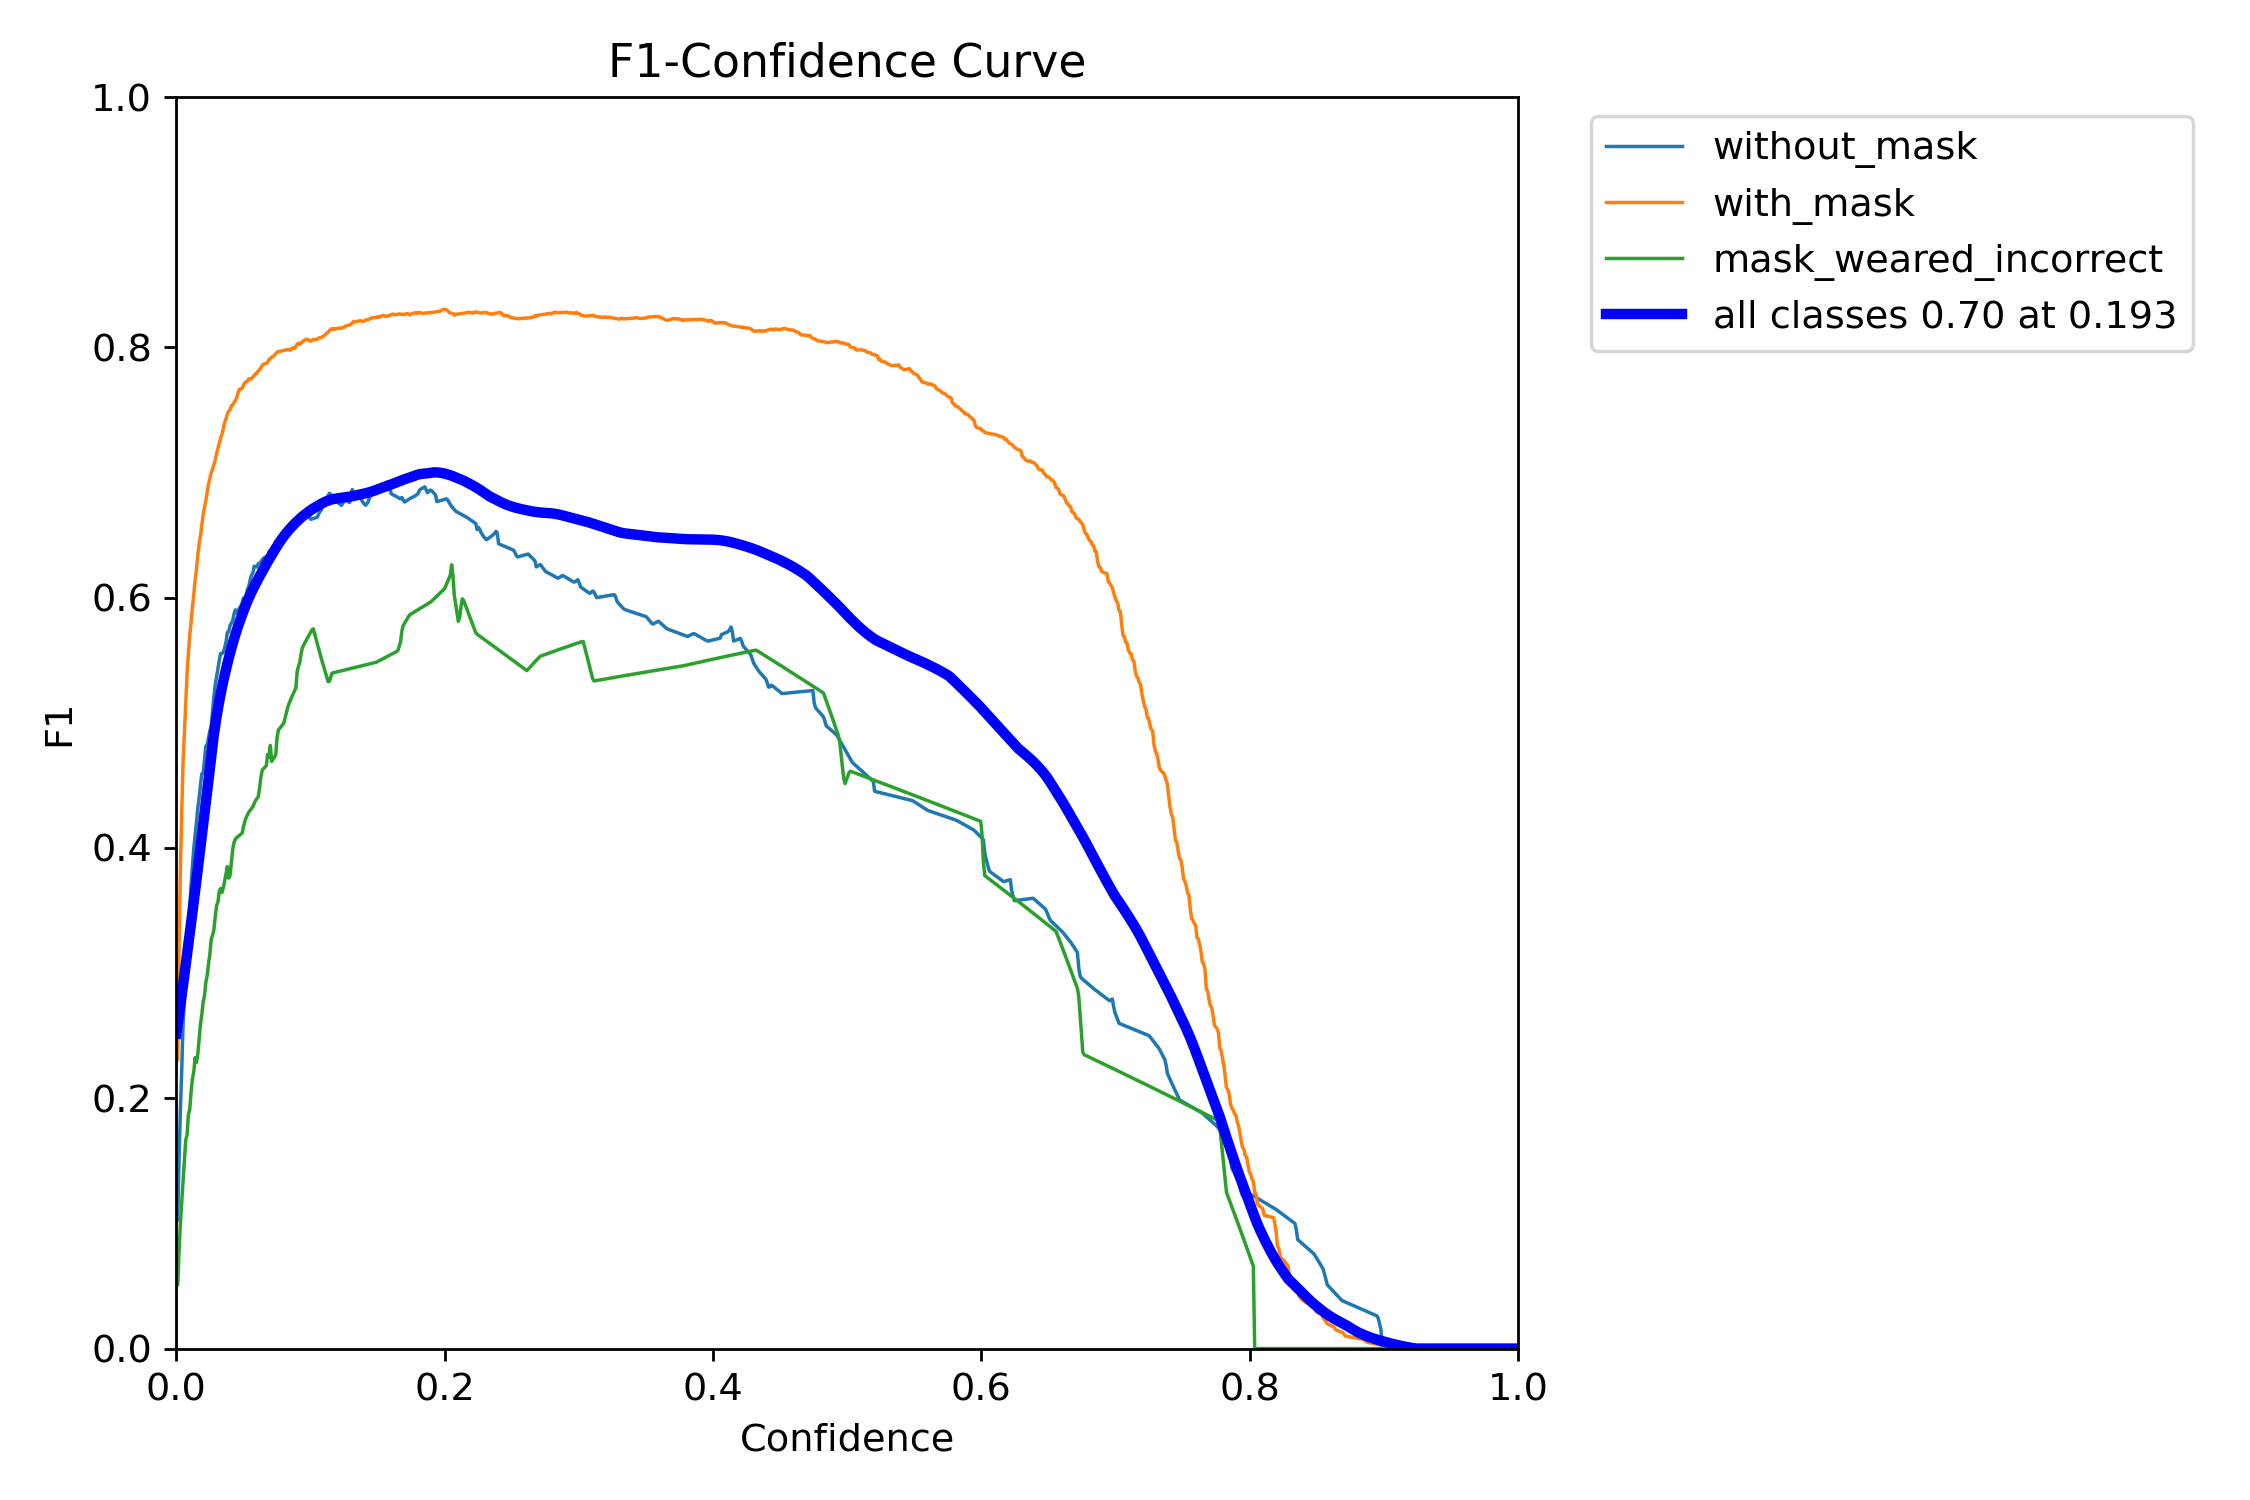 F1-Confidence Curve
1.0
0.8
0.6
0.4
0.2
0.0
F1
0.0 0.2 0.4 0.6 0.8 1.0
Confidence
without_mask
with_mask
mask_weared_incorrect
all classes 0.70 at 0.193